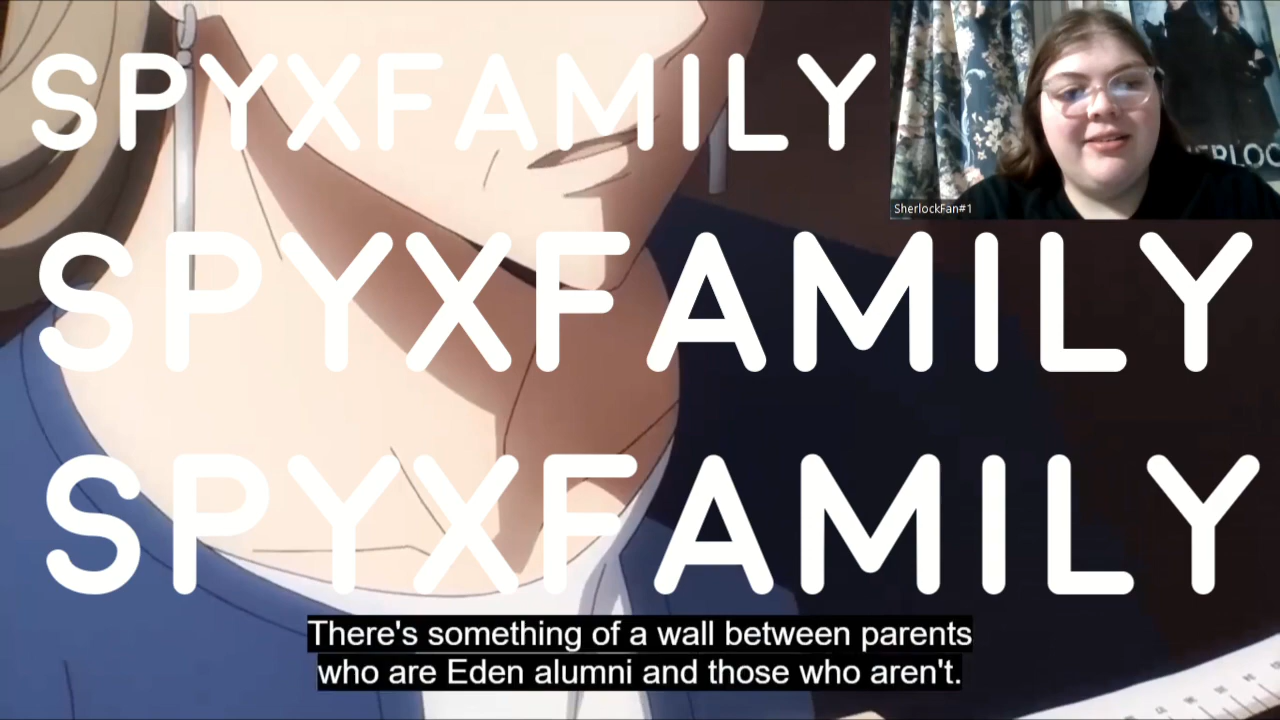 SPYXFAMILY
SherlockFan#1
SPYXFAMILY
SPYXFAMILY
There's something of a wall between parents
who are Eden alumni and those who aren't.